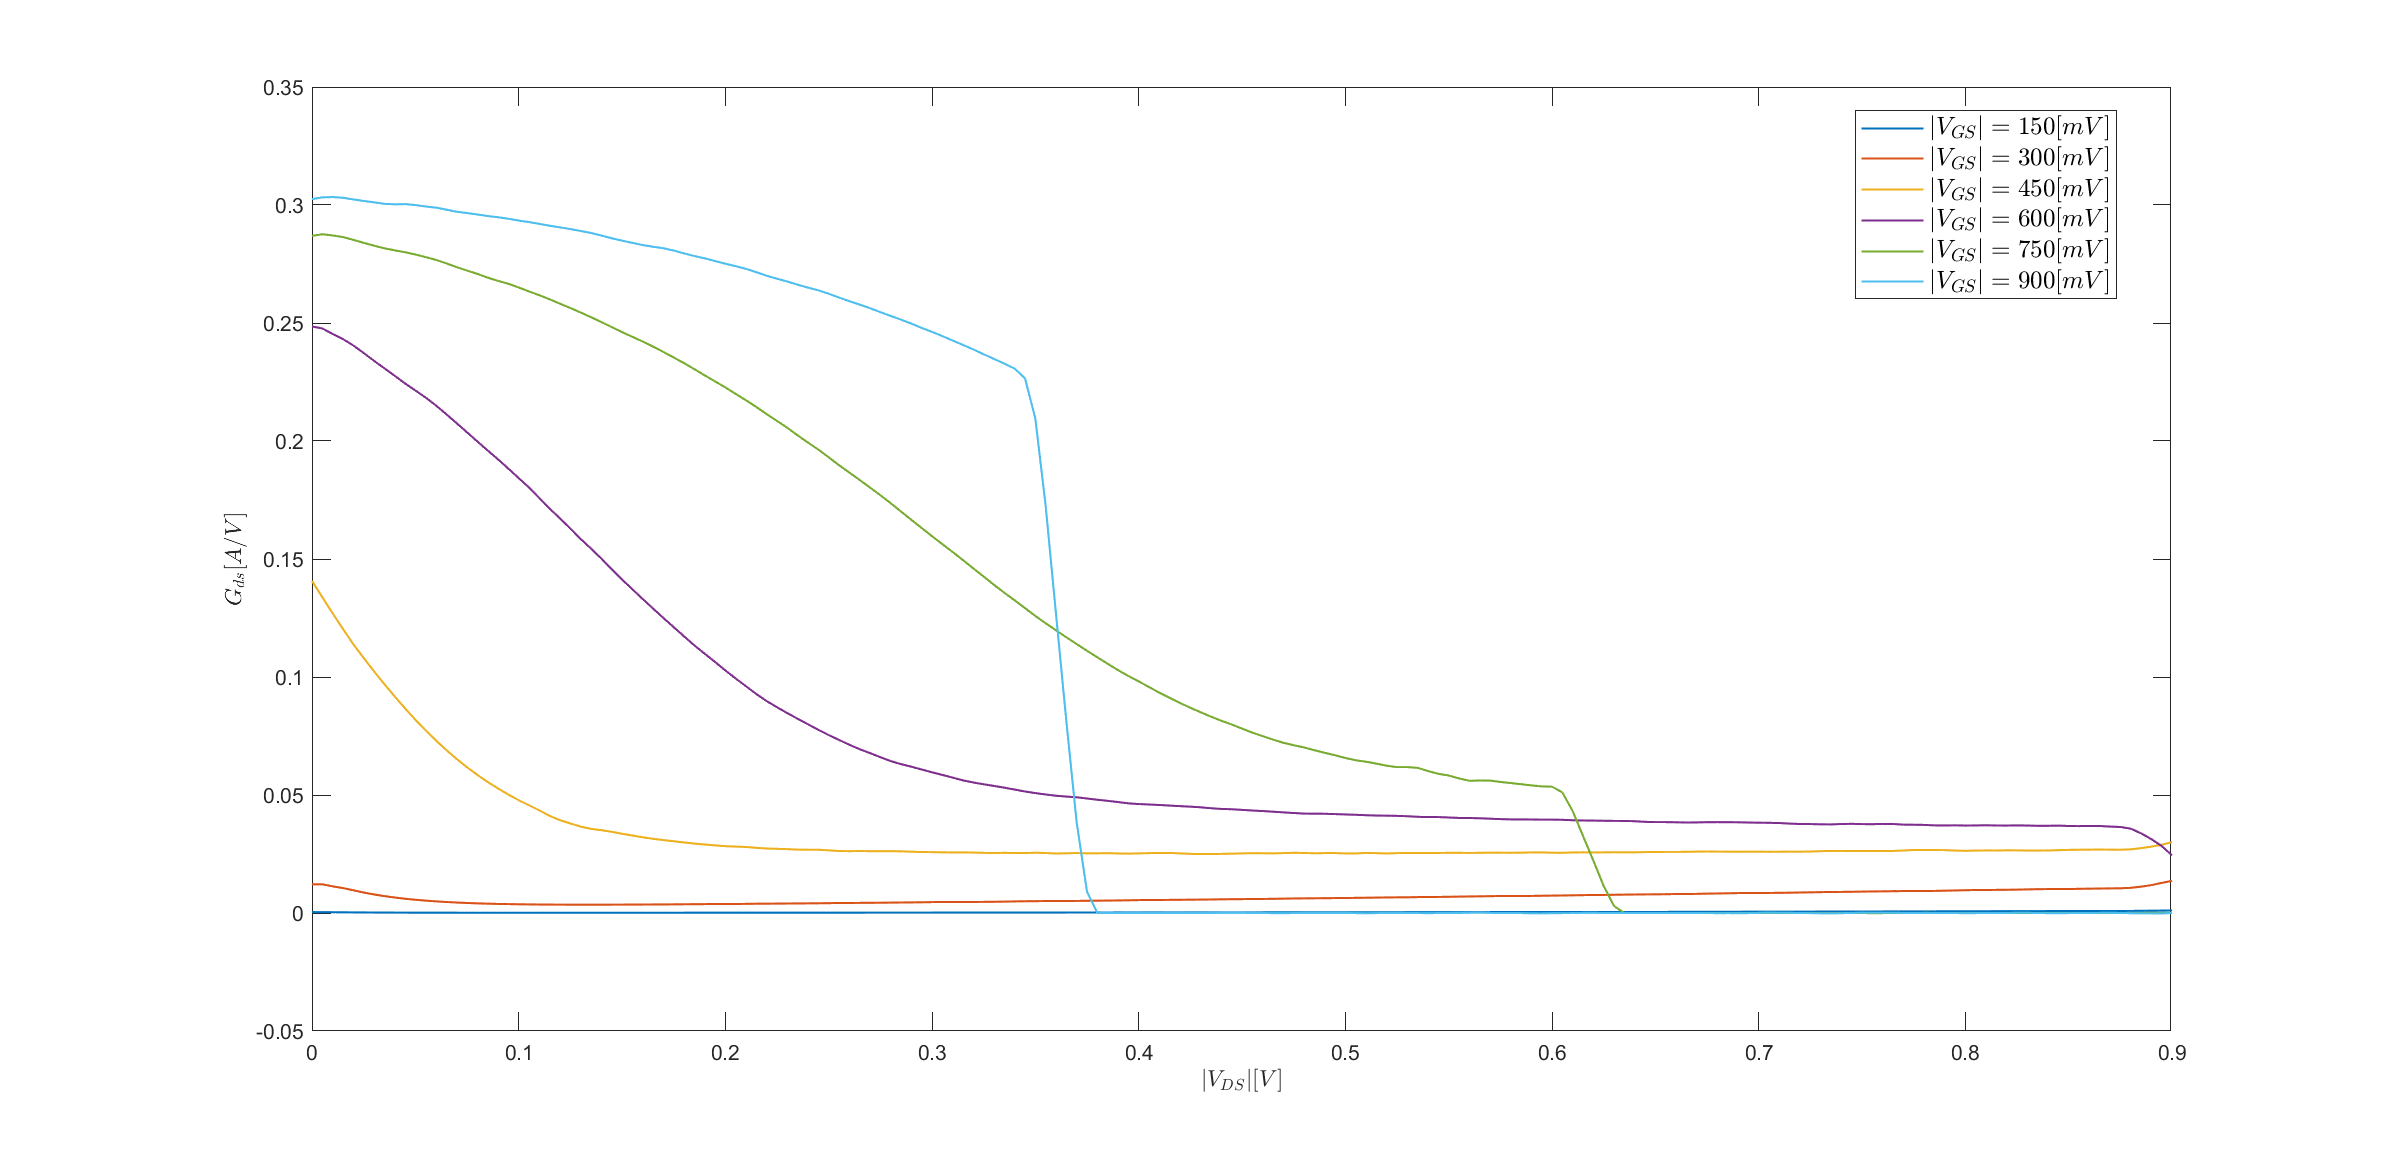 0.35
0.3
0.25
0.2
0.15
0.1
0.05
0
-0.05
G_{ds}[A/V]
0 0.1 0.2 0.3 0.4 0.5 0.6 0.7 0.8 0.9
|V_{DS}|[V]
|V_{GS}| = 150[mV]
|V_{GS}| = 300[mV]
|V_{GS}| = 450[mV]
|V_{GS}| = 600[mV]
|V_{GS}| = 750[mV]
|V_{GS}| = 900[mV]